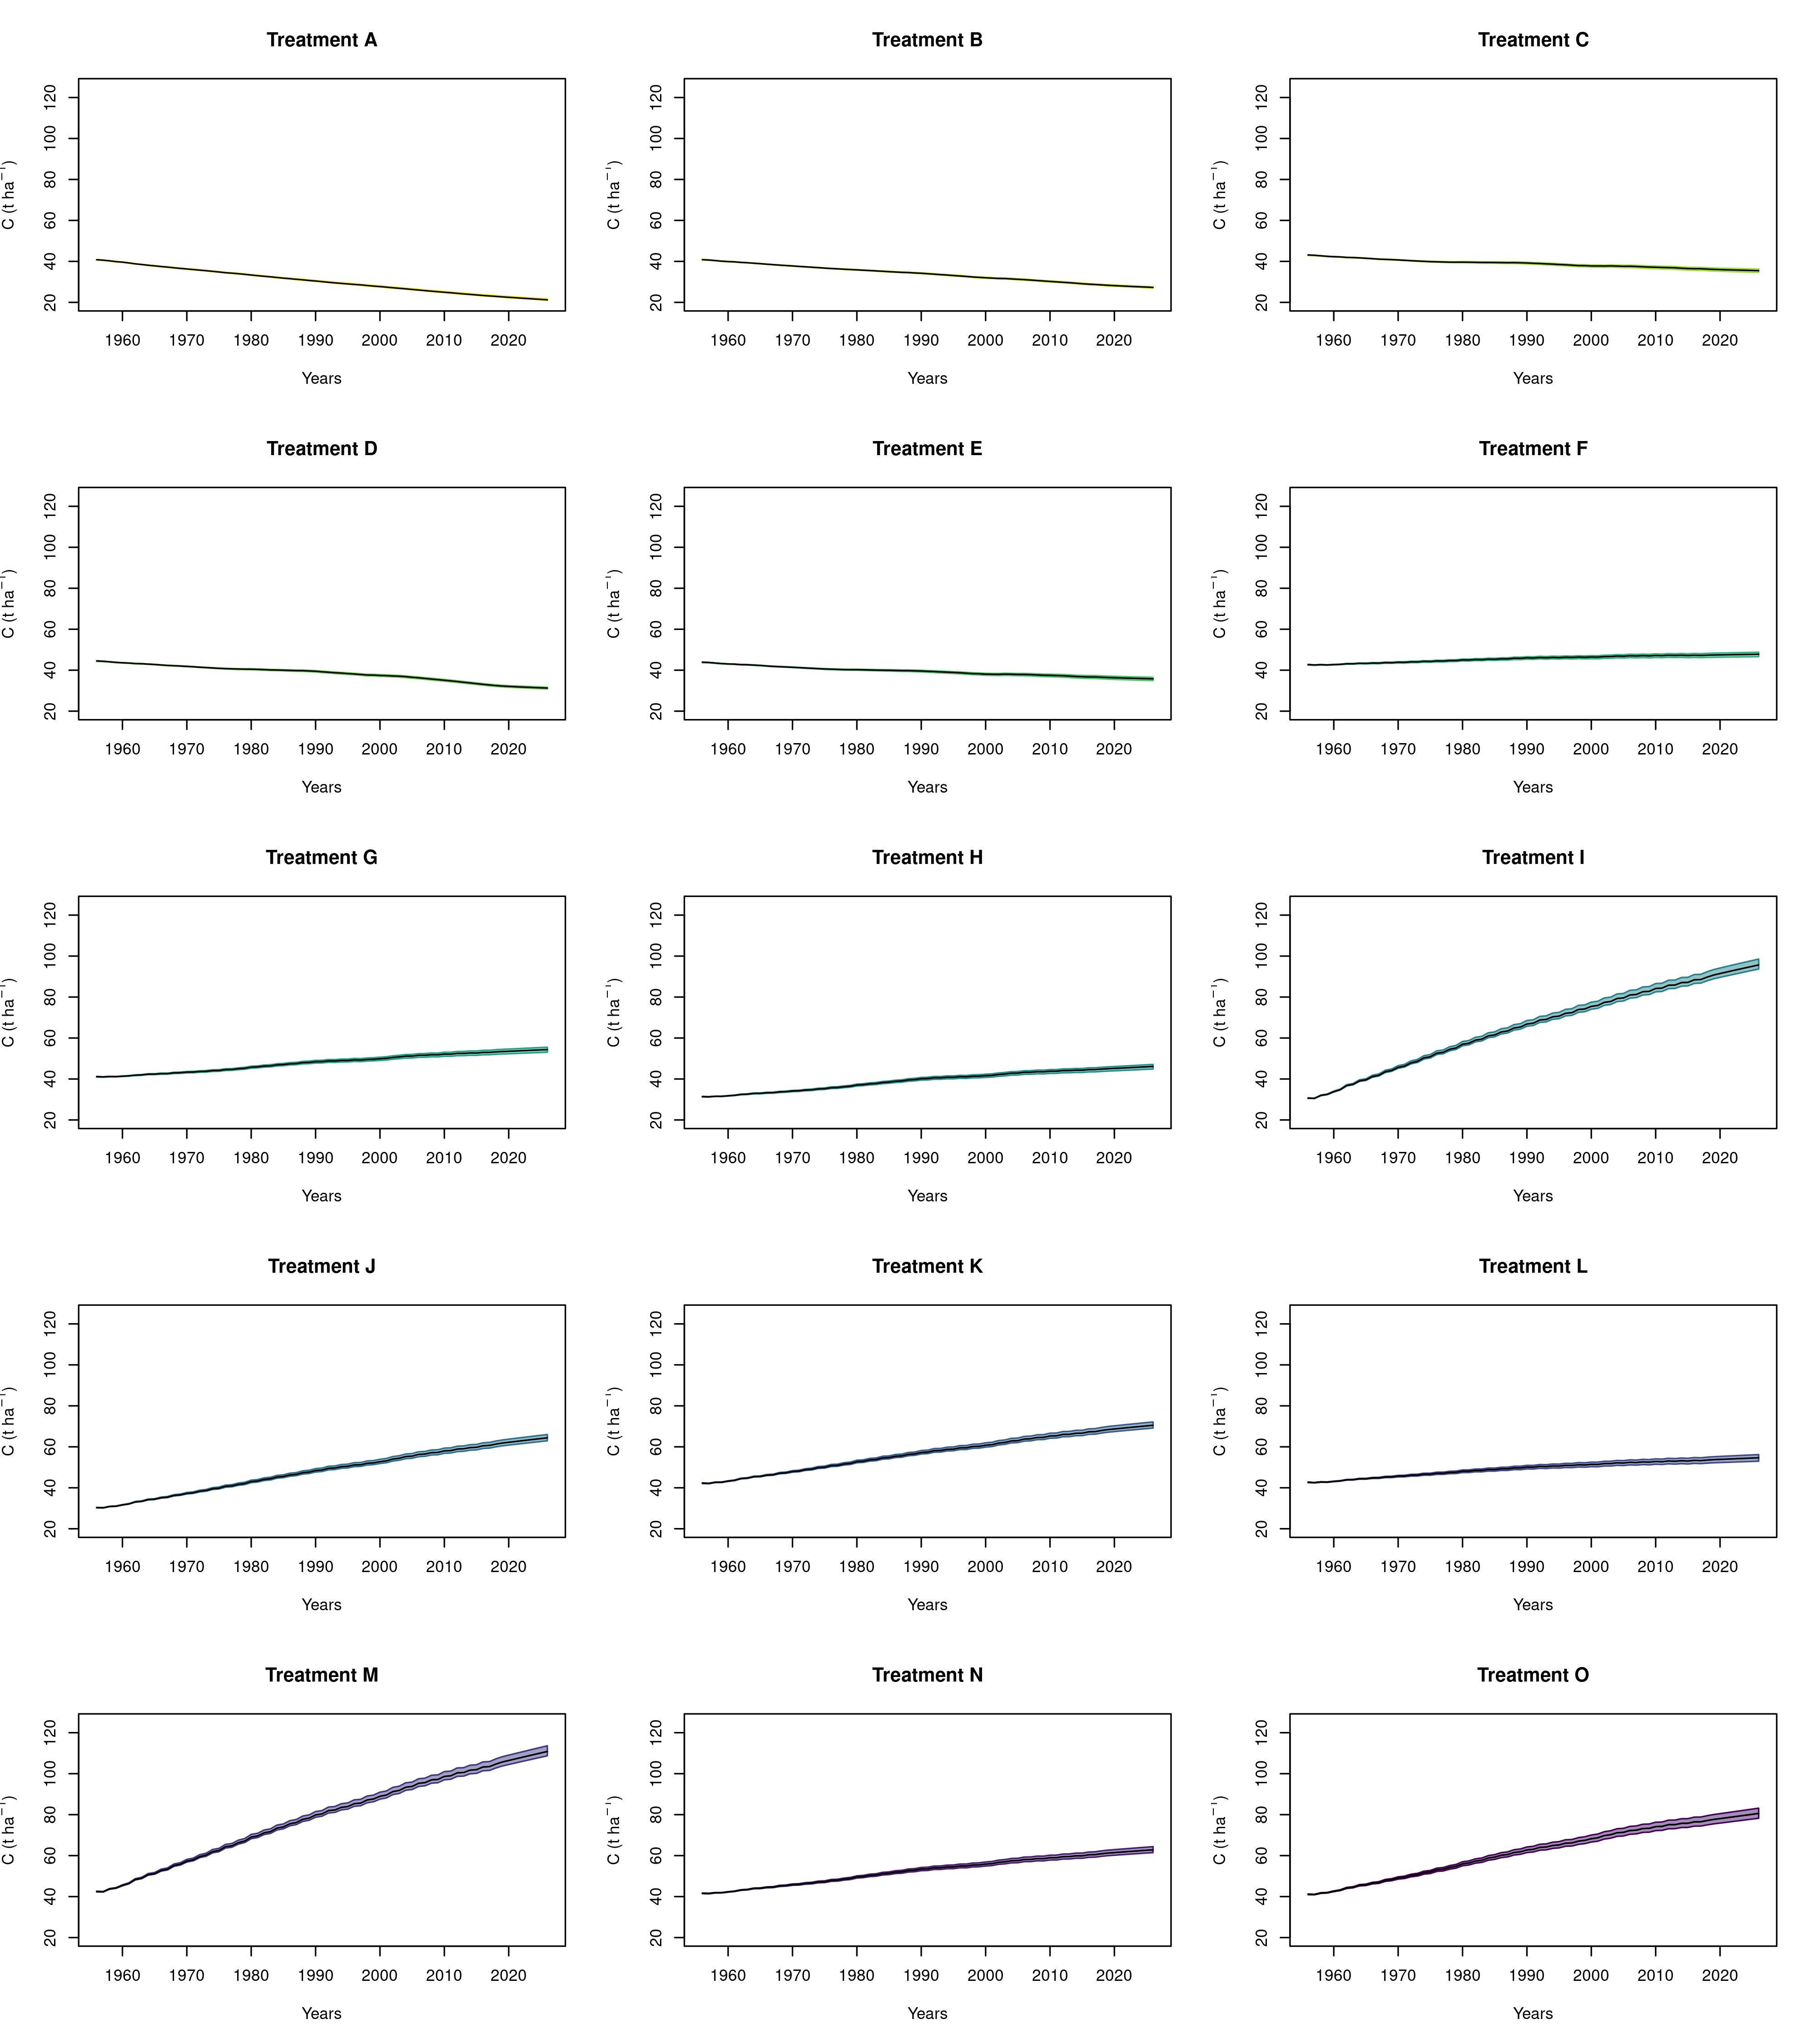 Treatment A
Treatment B
Treatment C
C (t ha⁻¹)
20 40 60 80 100 120
C (t ha⁻¹)
20 40 60 80 100 120
C (t ha⁻¹)
20 40 60 80 100 120
1960 1970 1980 1990 2000 2010 2020
1960 1970 1980 1990 2000 2010 2020
1960 1970 1980 1990 2000 2010 2020
Years
Years
Years
Treatment D
Treatment E
Treatment F
C (t ha⁻¹)
20 40 60 80 100 120
C (t ha⁻¹)
20 40 60 80 100 120
C (t ha⁻¹)
20 40 60 80 100 120
1960 1970 1980 1990 2000 2010 2020
1960 1970 1980 1990 2000 2010 2020
1960 1970 1980 1990 2000 2010 2020
Years
Years
Years
Treatment G
Treatment H
Treatment I
C (t ha⁻¹)
20 40 60 80 100 120
C (t ha⁻¹)
20 40 60 80 100 120
C (t ha⁻¹)
20 40 60 80 100 120
1960 1970 1980 1990 2000 2010 2020
1960 1970 1980 1990 2000 2010 2020
1960 1970 1980 1990 2000 2010 2020
Years
Years
Years
Treatment J
Treatment K
Treatment L
C (t ha⁻¹)
20 40 60 80 100 120
C (t ha⁻¹)
20 40 60 80 100 120
C (t ha⁻¹)
20 40 60 80 100 120
1960 1970 1980 1990 2000 2010 2020
1960 1970 1980 1990 2000 2010 2020
1960 1970 1980 1990 2000 2010 2020
Years
Years
Years
Treatment M
Treatment N
Treatment O
C (t ha⁻¹)
20 40 60 80 100 120
C (t ha⁻¹)
20 40 60 80 100 120
C (t ha⁻¹)
20 40 60 80 100 120
1960 1970 1980 1990 2000 2010 2020
1960 1970 1980 1990 2000 2010 2020
1960 1970 1980 1990 2000 2010 2020
Years
Years
Years